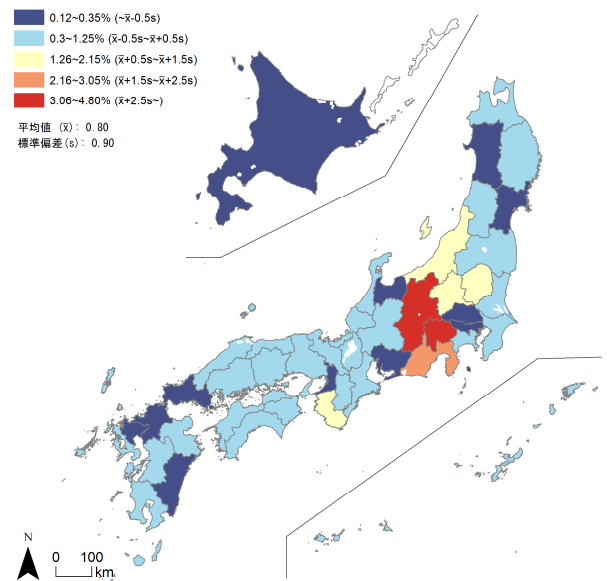 0.12~0.35% (~x̄-0.5s)
0.3~1.25% (x̄-0.5s~x̄+0.5s)
1.26~2.15% (x̄+0.5s~x̄+1.5s)
2.16~3.05% (x̄+1.5s~x̄+2.5s)
3.06~4.80% (x̄+2.5s~)
平均値 (x̄): 0.80
標準偏差(s): 0.90
N
0 100
km